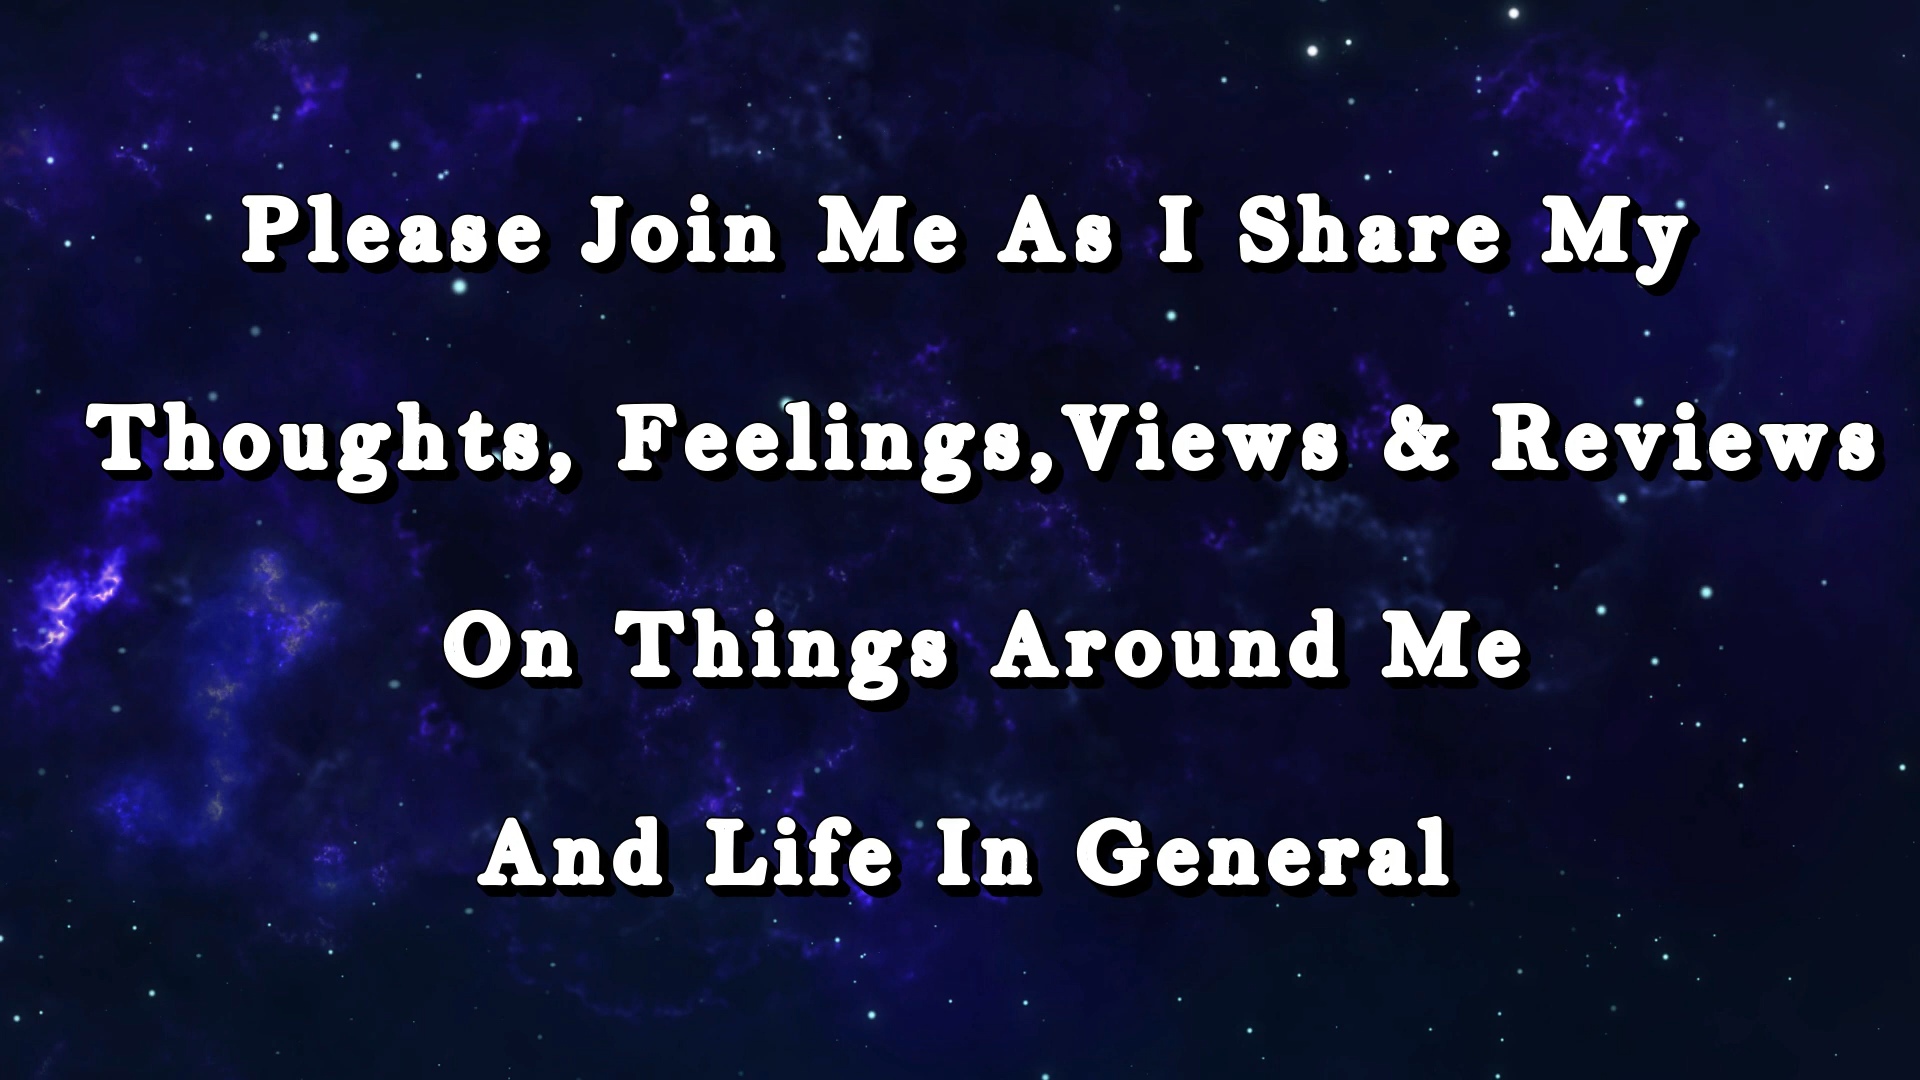 Please Join Me As I Share My
Thoughts, Feelings,Views & Reviews
On Things Around Me
And Life In General